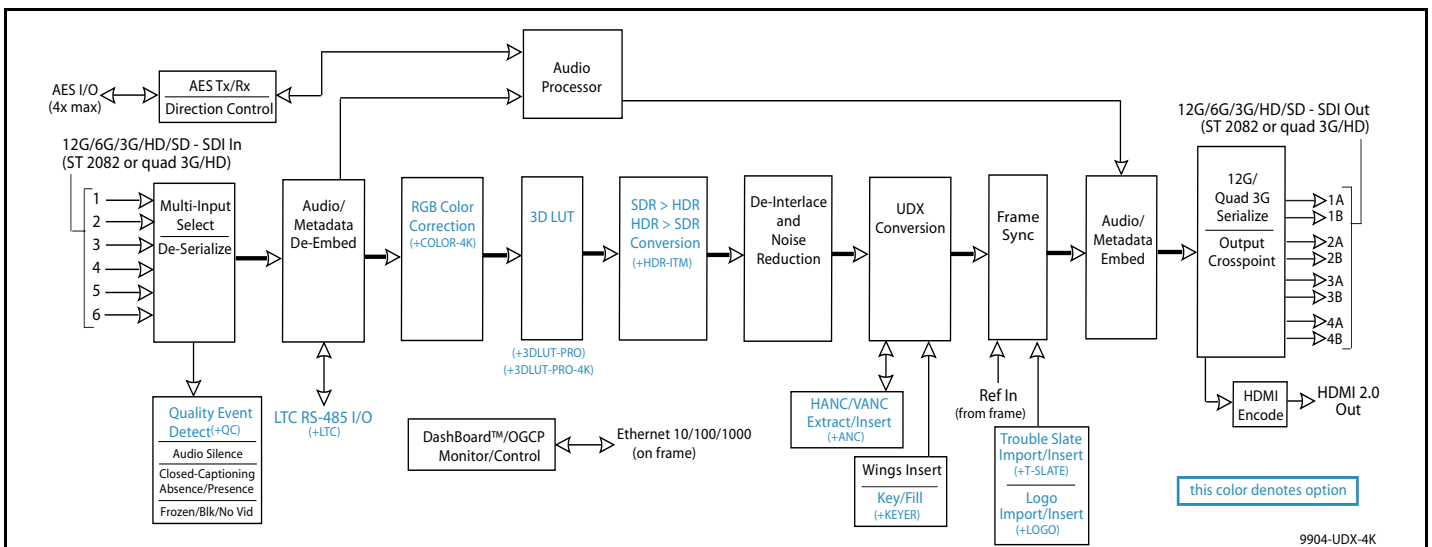 AES I/O
(4x max)
AES Tx/Rx
Direction Control
Audio
Processor
12G/6G/3G/HD/SD - SDI In
(ST 2082 or quad 3G/HD)
1
2
3
4
5
6
Multi-Input
Select
De-Serialize
Audio/
Metadata
De-Embed
RGB Color
Correction
(+COLOR-4K)
3D LUT
(+3DLUT-PRO)
(+3DLUT-PRO-4K)
SDR > HDR
HDR > SDR
Conversion
(+HDR-ITM)
De-Interlace
and
Noise
Reduction
UDX
Conversion
Frame
Sync
Audio/
Metadata
Embed
12G/6G/3G/HD/SD - SDI Out
(ST 2082 or quad 3G/HD)
12G/
Quad 3G
Serialize
Output
Crosspoint
1A
1B
2A
2B
3A
3B
4A
4B
HDMI
Encode
HDMI 2.0
Out
Quality Event
Detect(+QC)
Audio Silence
Closed-Captioning
Absence/Presence
Frozen/Blk/No Vid
LTC RS-485 I/O
(+LTC)
DashBoard™/OGCP
Monitor/Control
Ethernet 10/100/1000
(on frame)
HANC/VANC
Extract/Insert
(+ANC)
Wings Insert
Key/Fill
(+KEYER)
Ref In
(from frame)
Trouble Slate
Import/Insert
(+T-SLATE)
Logo
Import/Insert
(+LOGO)
this color denotes option
9904-UDX-4K